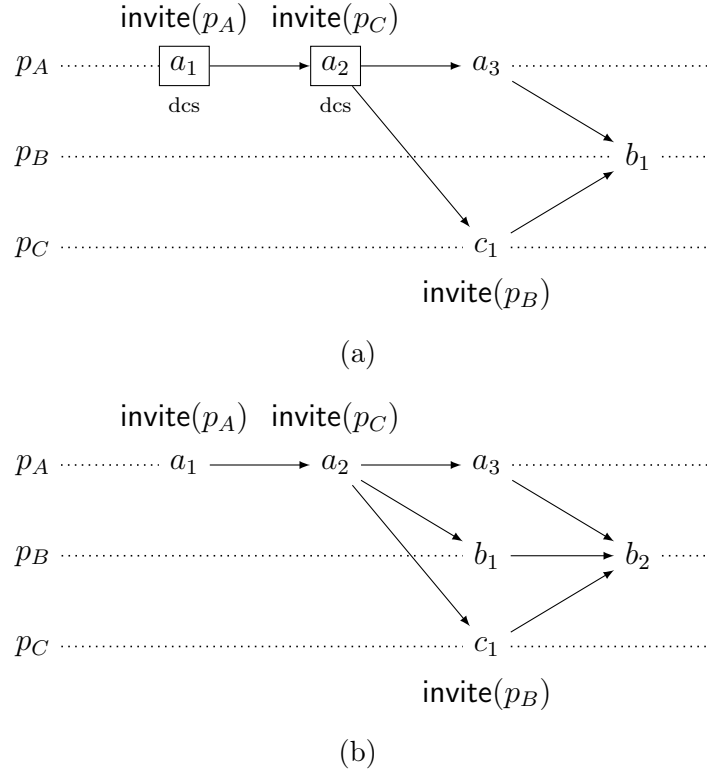 invite(p_A) invite(p_C)
p_A a_1 a_2 a_3
dcs dcs
p_B b_1
p_C c_1
invite(p_B)
(a)
invite(p_A) invite(p_C)
p_A a_1 a_2 a_3
p_B b_1 b_2
p_C c_1
invite(p_B)
(b)